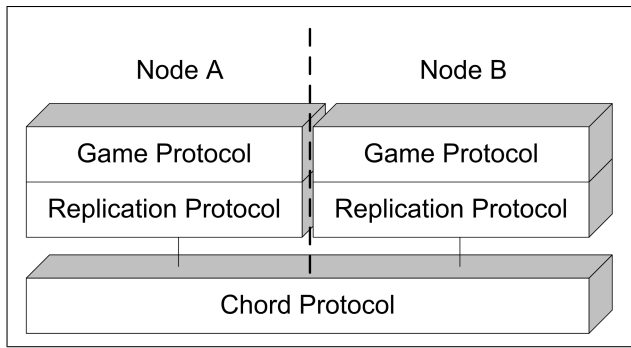 Node A
Node B
Game Protocol
Game Protocol
Replication Protocol
Replication Protocol
Chord Protocol